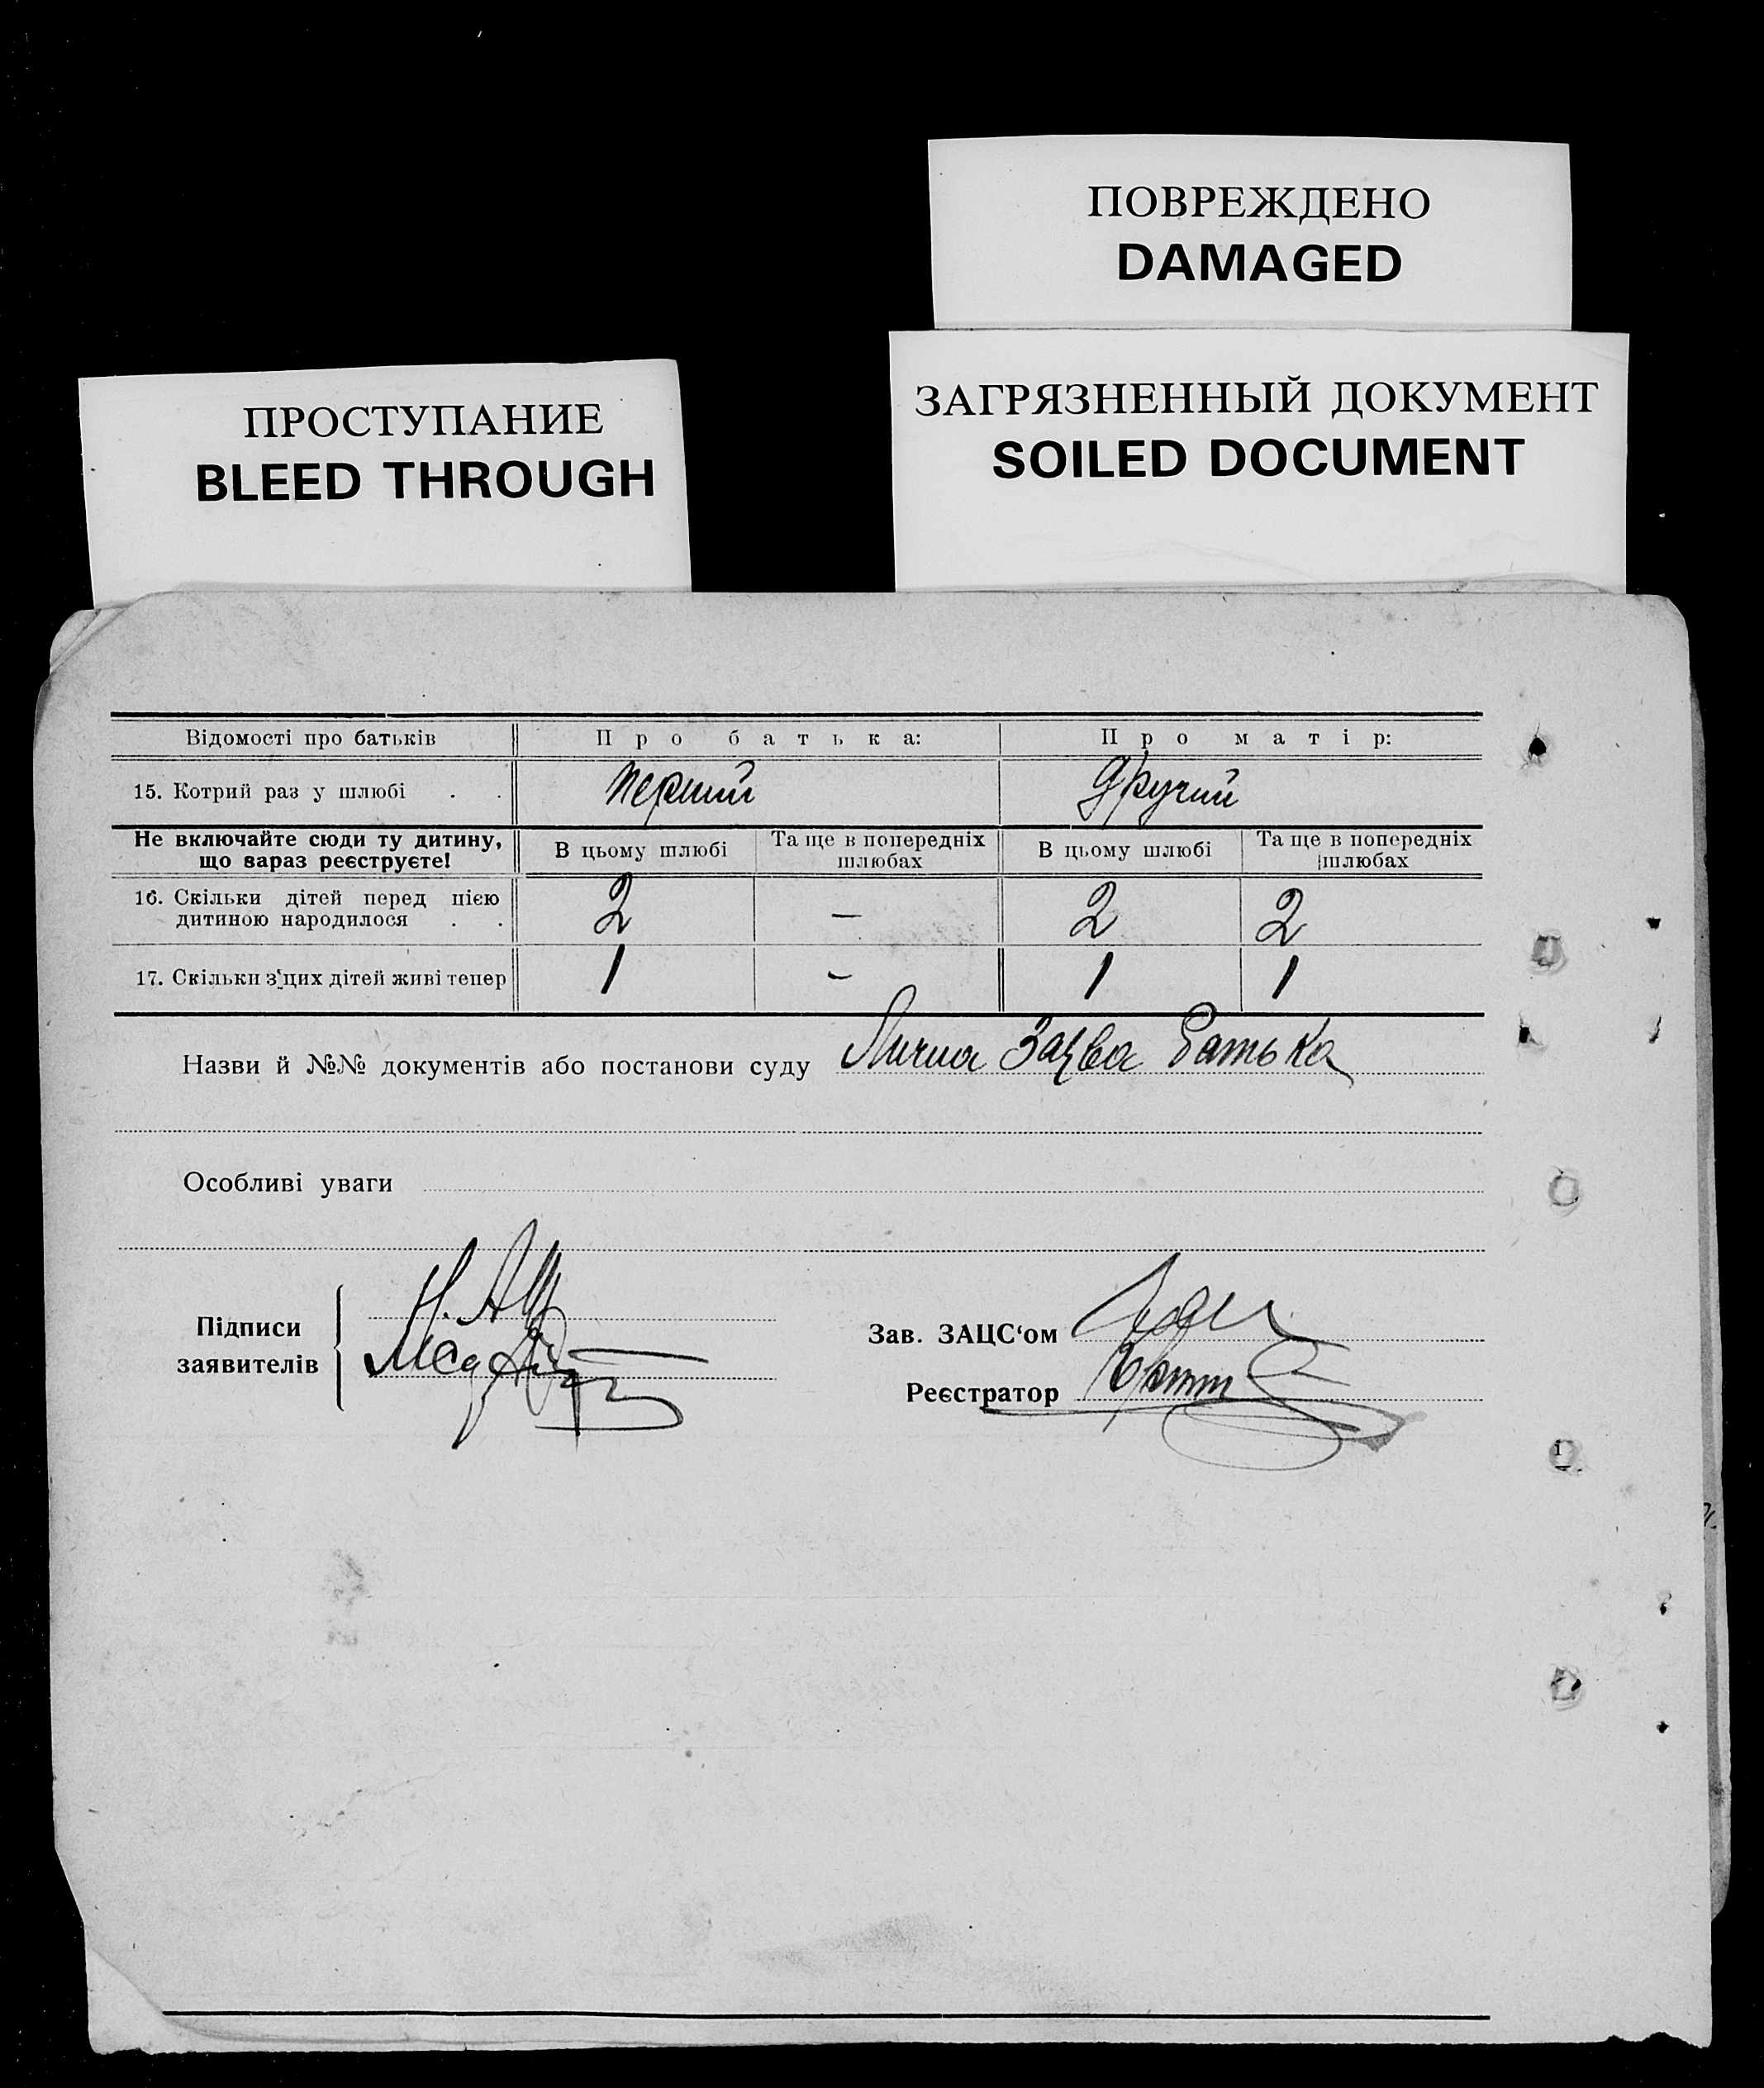 ПОВРЕЖДЕНО
DAMAGED
ПРОСТУПАНИЕ
BLEED THROUGH
ЗАГРЯЗНЕННЫЙ ДОКУМЕНТ
SOILED DOCUMENT
Відомості про батьків Про батька: Про матір:
15. Котрий раз у шлюбі . . перший другий
Не включайте сюди ту дитину, що зараз реєструєте! В цьому шлюбі Та ще в попередніх шлюбах В цьому шлюбі Та ще в попередніх шлюбах
16. Скільки дітей перед цією дитиною народилося . . 2 – 2 2
17. Скільки з'цих дітей живі тепер 1 – 1 1
Назви й №№ документів або постанови суду Лична Заява Батька
Особливі уваги
Підписи
заявителів
Зав. ЗАЦС‘ом
Реєстратор